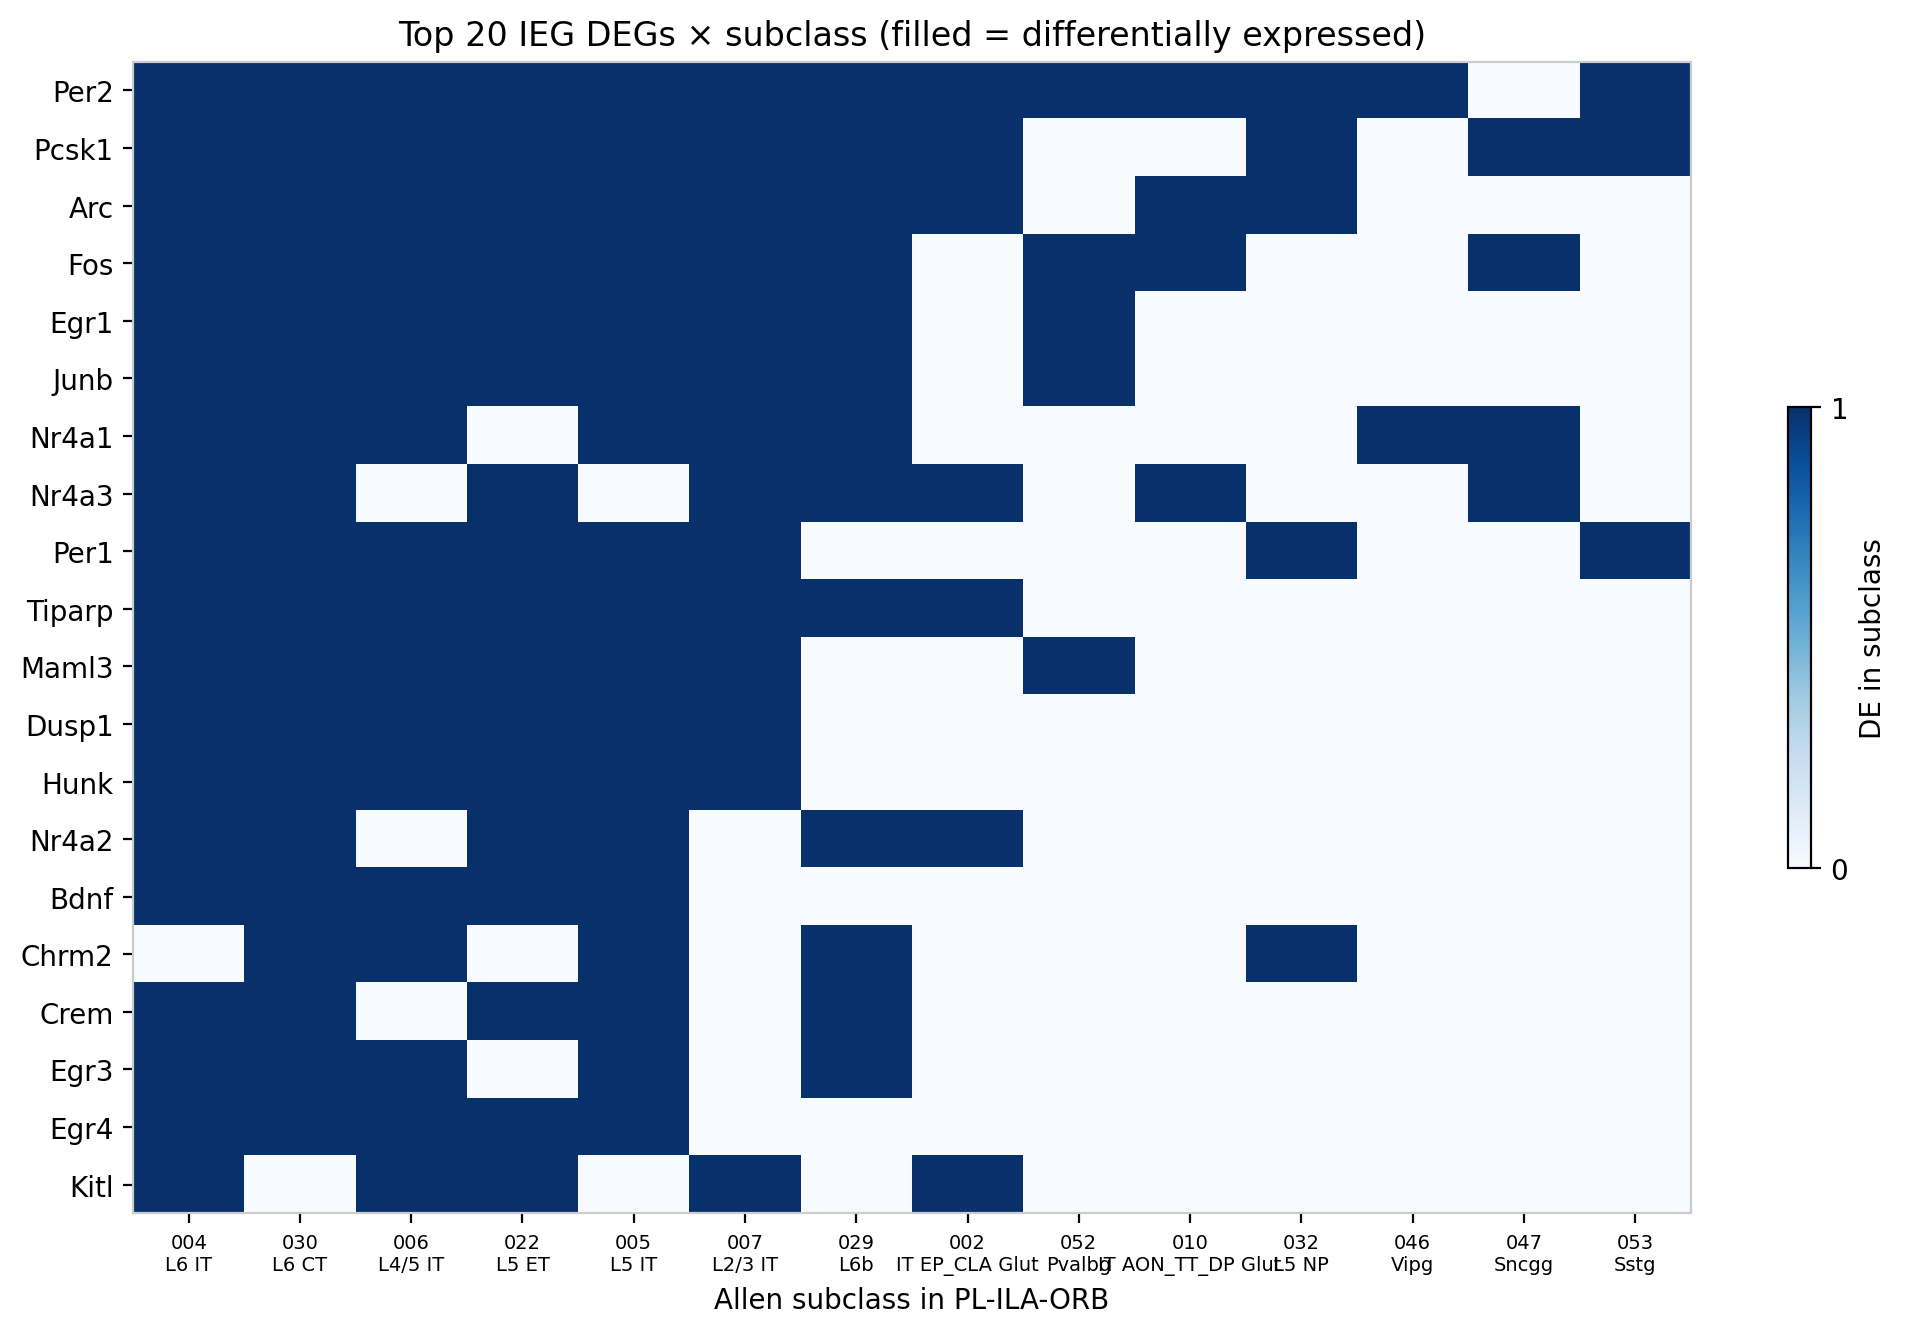 Top 20 IEG DEGs × subclass (filled = differentially expressed)
Per2
Pcsk1
Arc
Fos
Egr1
Junb
Nr4a1
Nr4a3
Per1
Tiparp
Maml3
Dusp1
Hunk
Nr4a2
Bdnf
Chrm2
Crem
Egr3
Egr4
Kitl
004 030 006 022 005 007 029 002 052 010 032 046 047 053
L6 IT L6 CT L4/5 IT L5 ET L5 IT L2/3 IT L6b IT EP_CLA Glut Pvalbg IT AON_TT_DP Glut L5 NP Vipg Sncgg Sstg
Allen subclass in PL-ILA-ORB
1
0
DE in subclass